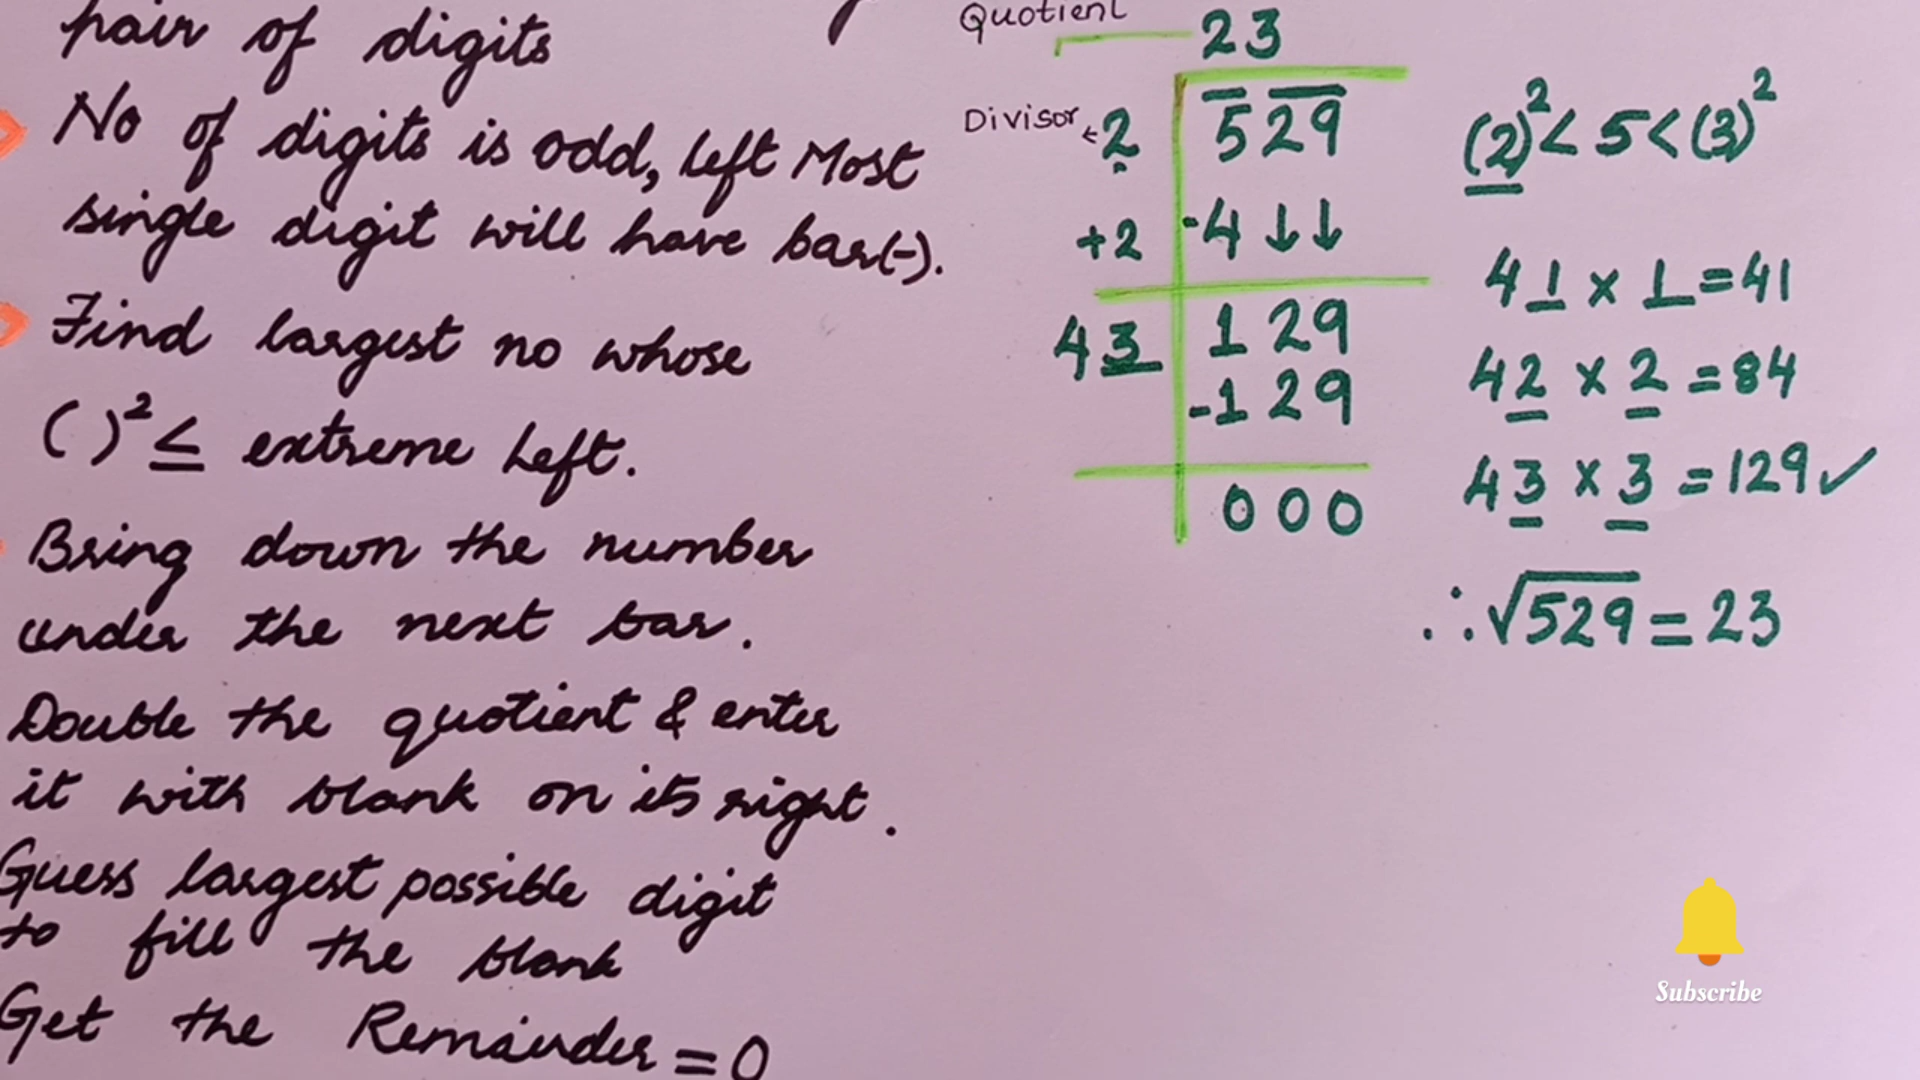 pair of digits
No of digits is odd, left Most
single digit will have bar(-).
Find largest no whose
( )² ≤ extreme left.
Bring down the number
under the next bar.
Double the quotient & enter
it with blank on its right.
Guess largest possible digit
to fill the blank
Get the Remainder = 0
Quotient 23
Divisor ← 2 529
+2 -4 ↓↓
43 129
-129
000
(2)² < 5 < (3)²
41 × 1 = 41
42 × 2 = 84
43 × 3 = 129 ✓
∴ √529 = 23
Subscribe